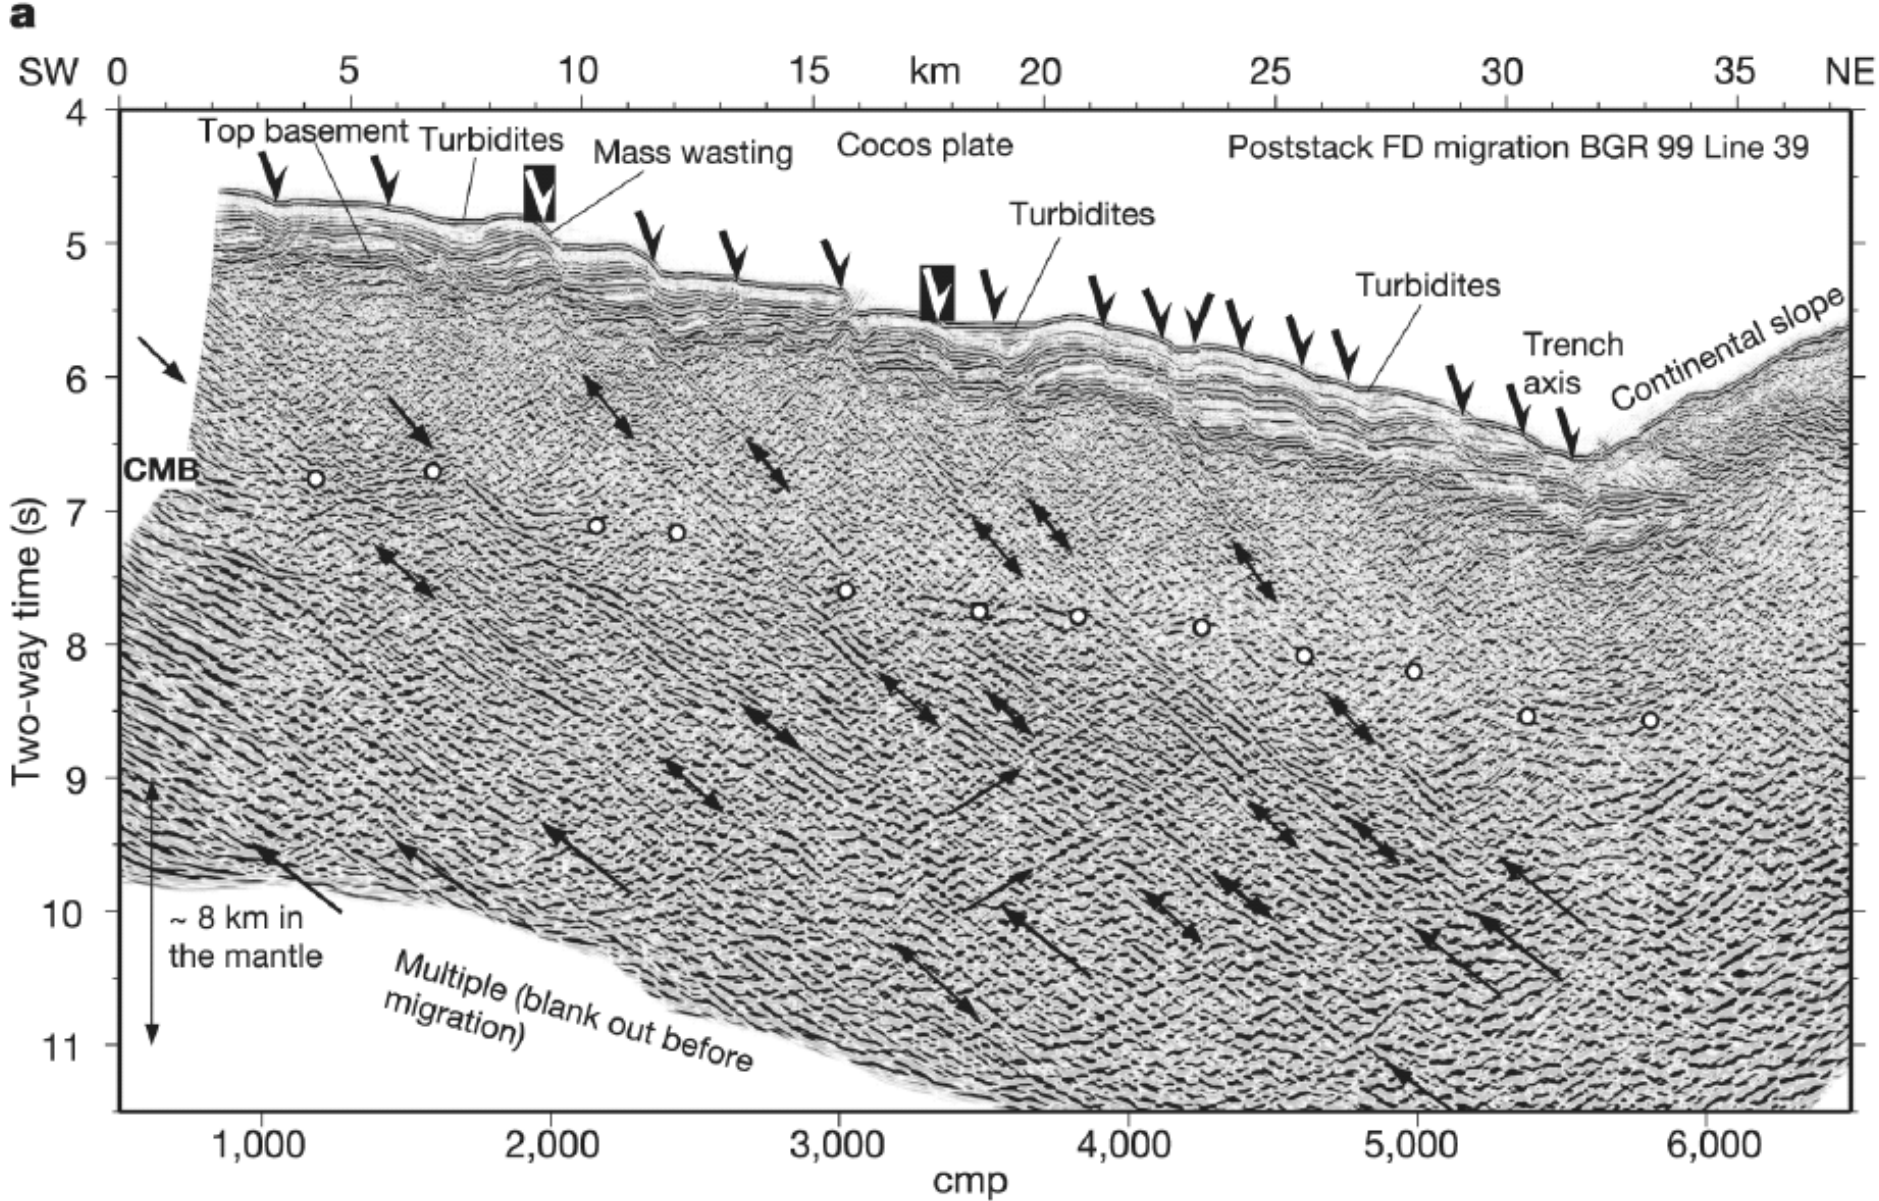 a
SW 0 5 10 15 km 20 25 30 35 NE
4
Top basement
Turbidites
Mass wasting
Cocos plate
Poststack FD migration BGR 99 Line 39
Turbidites
5
Turbidites
Continental slope
Trench
axis
6
CMB
7
Two-way time (s)
8
9
10
~ 8 km in
the mantle
Multiple (blank out before
migration)
11
1,000 2,000 3,000 4,000 5,000 6,000
cmp